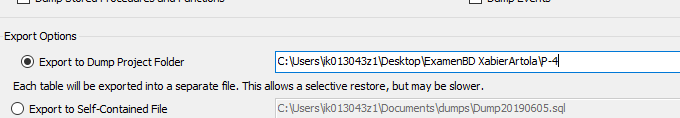 Dump Stored Procedures and Functions Dump Events
Export Options
Export to Dump Project Folder C:\Users\ik013043z1\Desktop\ExamenBD XabierArtola\P-4
Each table will be exported into a separate file. This allows a selective restore, but may be slower.
Export to Self-Contained File C:\Users\ik013043z1\Documents\dumps\Dump20190605.sql